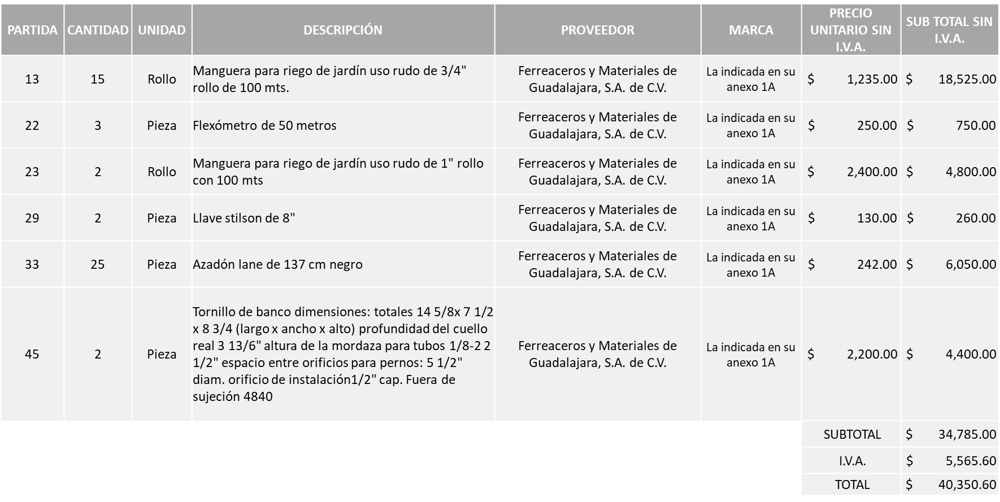 PARTIDA CANTIDAD UNIDAD DESCRIPCIÓN PROVEEDOR MARCA PRECIO UNITARIO SIN I.V.A. SUB TOTAL SIN I.V.A.
13 15 Rollo Manguera para riego de jardín uso rudo de 3/4"
rollo de 100 mts. Ferreaceros y Materiales de
Guadalajara, S.A. de C.V. La indicada en su
anexo 1A $ 1,235.00 $ 18,525.00
22 3 Pieza Flexómetro de 50 metros Ferreaceros y Materiales de
Guadalajara, S.A. de C.V. La indicada en su
anexo 1A $ 250.00 $ 750.00
23 2 Rollo Manguera para riego de jardín uso rudo de 1" rollo
con 100 mts Ferreaceros y Materiales de
Guadalajara, S.A. de C.V. La indicada en su
anexo 1A $ 2,400.00 $ 4,800.00
29 2 Pieza Llave stilson de 8" Ferreaceros y Materiales de
Guadalajara, S.A. de C.V. La indicada en su
anexo 1A $ 130.00 $ 260.00
33 25 Pieza Azadón lane de 137 cm negro Ferreaceros y Materiales de
Guadalajara, S.A. de C.V. La indicada en su
anexo 1A $ 242.00 $ 6,050.00
45 2 Pieza Tornillo de banco dimensiones: totales 14 5/8x 7 1/2
x 8 3/4 (largo x ancho x alto) profundidad del cuello
real 3 13/6" altura de la mordaza para tubos 1/8-2 2
1/2" espacio entre orificios para pernos: 5 1/2"
diam. orificio de instalación1/2" cap. Fuera de
sujeción 4840 Ferreaceros y Materiales de
Guadalajara, S.A. de C.V. La indicada en su
anexo 1A $ 2,200.00 $ 4,400.00
SUBTOTAL $ 34,785.00
I.V.A. $ 5,565.60
TOTAL $ 40,350.60